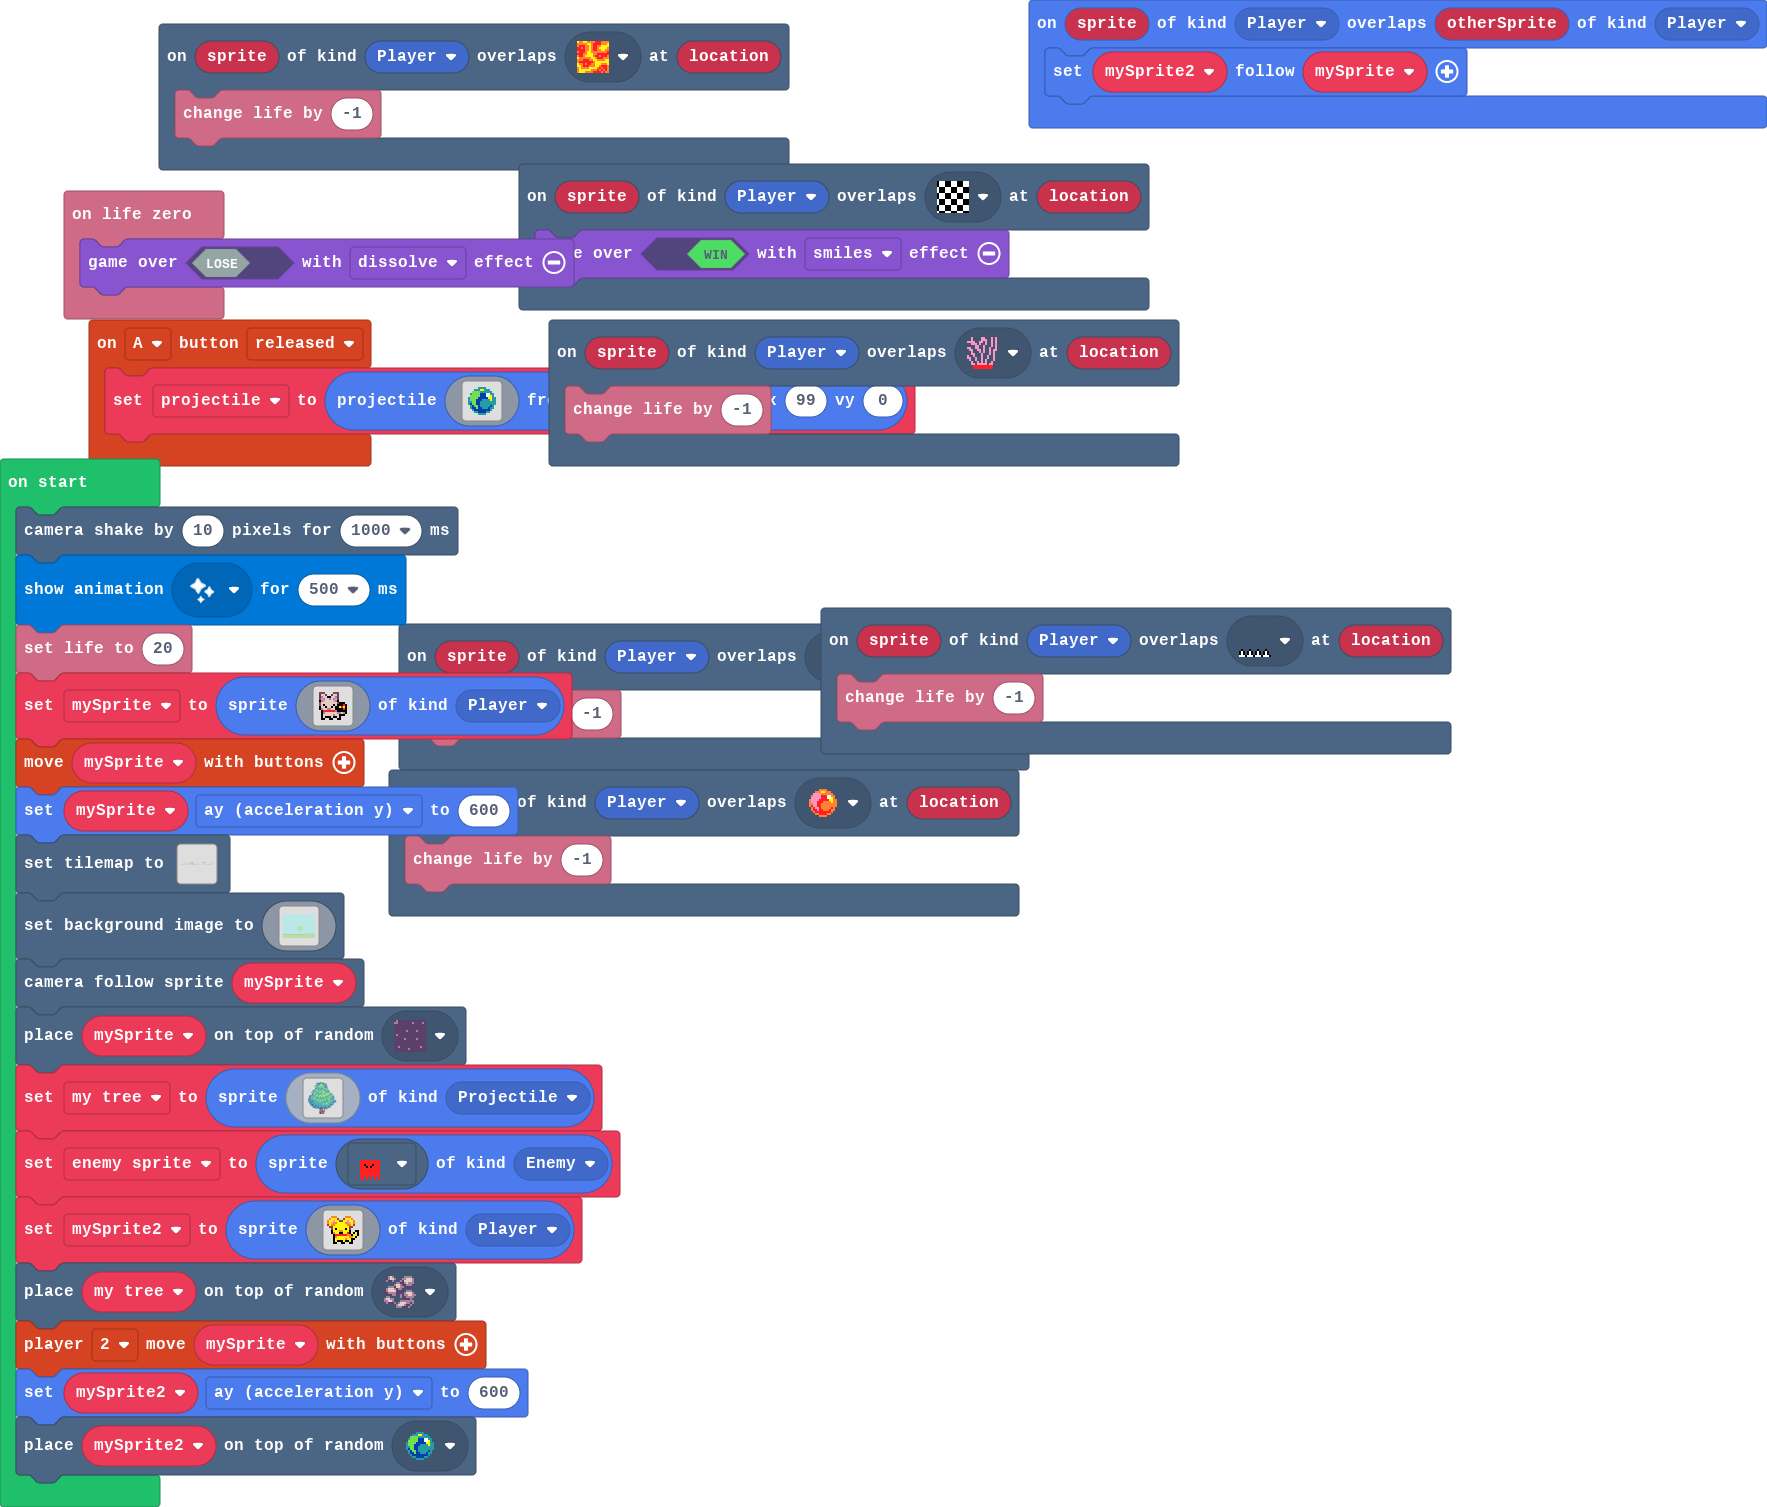 on sprite of kind Player overlaps at location
change life by -1
on sprite of kind Player overlaps otherSprite of kind Player
set mySprite2 follow mySprite
on sprite of kind Player overlaps at location
e over WIN with smiles effect
on life zero
game over LOSE with dissolve effect
on A button released
set projectile to projectile fr 99 vy 0
on sprite of kind Player overlaps at location
change life by -1
on start
camera shake by 10 pixels for 1000 ms
show animation for 500 ms
set life to 20
set mySprite to sprite of kind Player
move mySprite with buttons
set mySprite ay (acceleration y) to 600
set tilemap to
set background image to
camera follow sprite mySprite
place mySprite on top of random
set my tree to sprite of kind Projectile
set enemy sprite to sprite of kind Enemy
set mySprite2 to sprite of kind Player
place my tree on top of random
player 2 move mySprite with buttons
set mySprite2 ay (acceleration y) to 600
place mySprite2 on top of random
on sprite of kind Player overlaps
-1
on sprite of kind Player overlaps at location
change life by -1
of kind Player overlaps at location
change life by -1